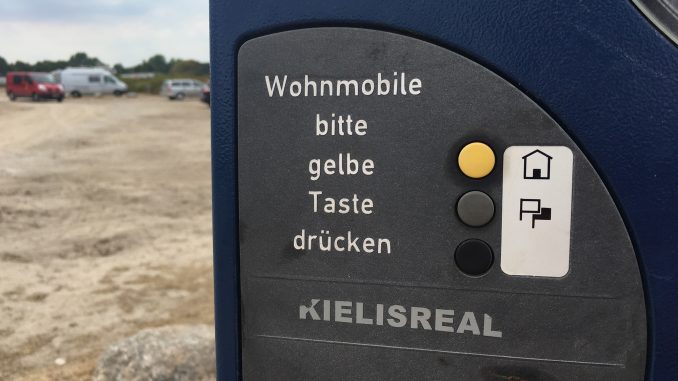 Wohnmobile
bitte
gelbe
Taste
drücken
KIELISREAL